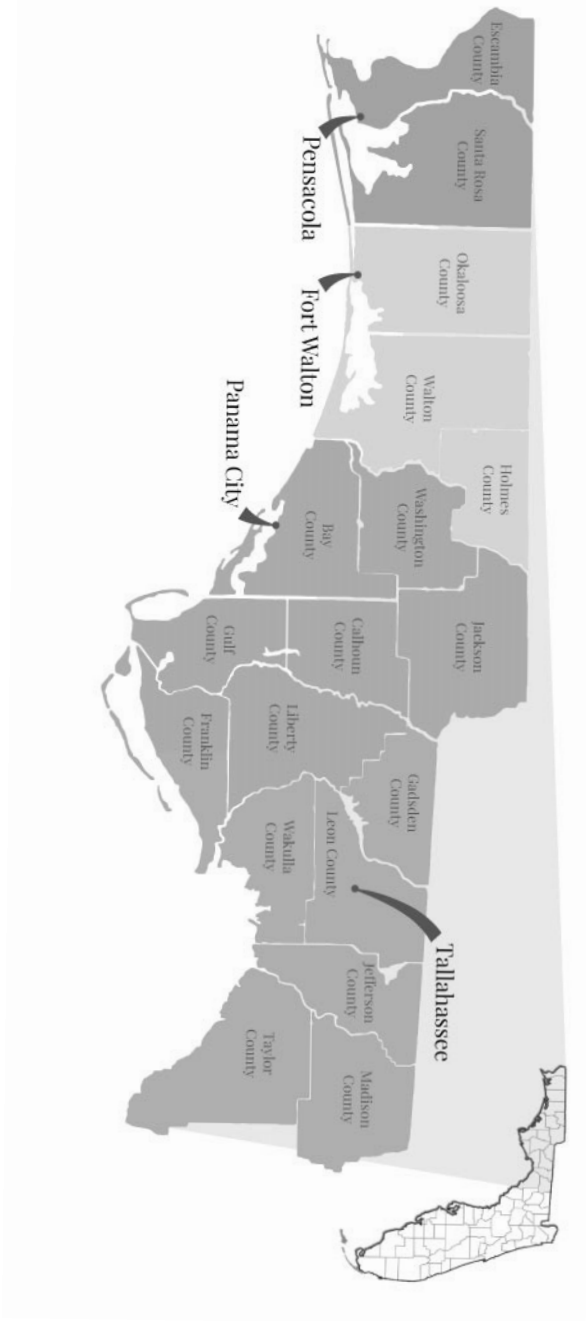 Escambia
County
Santa Rosa
County
Pensacola
Okaloosa
County
Fort Walton
Walton
County
Holmes
County
Panama City
Washington
County
Bay
County
Jackson
County
Calhoun
County
Gulf
County
Liberty
County
Franklin
County
Gadsden
County
Leon County
Wakulla
County
Tallahassee
Jefferson
County
Madison
County
Taylor
County